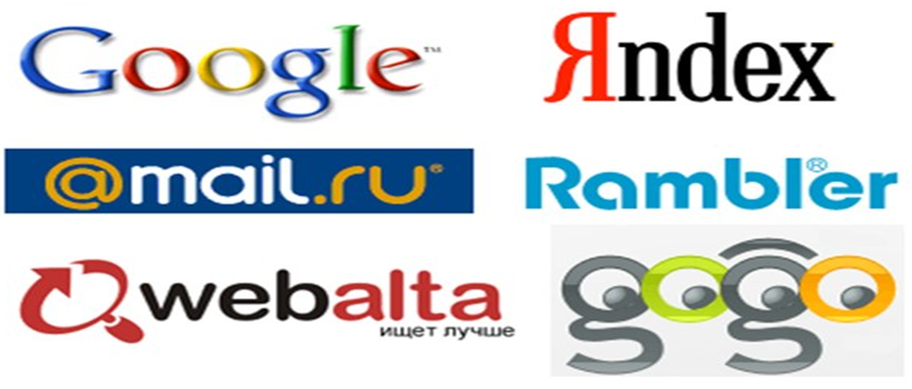 Google™
Яndex
@mail.ru®
Rambler®
webalta
ищет лучше
gogo